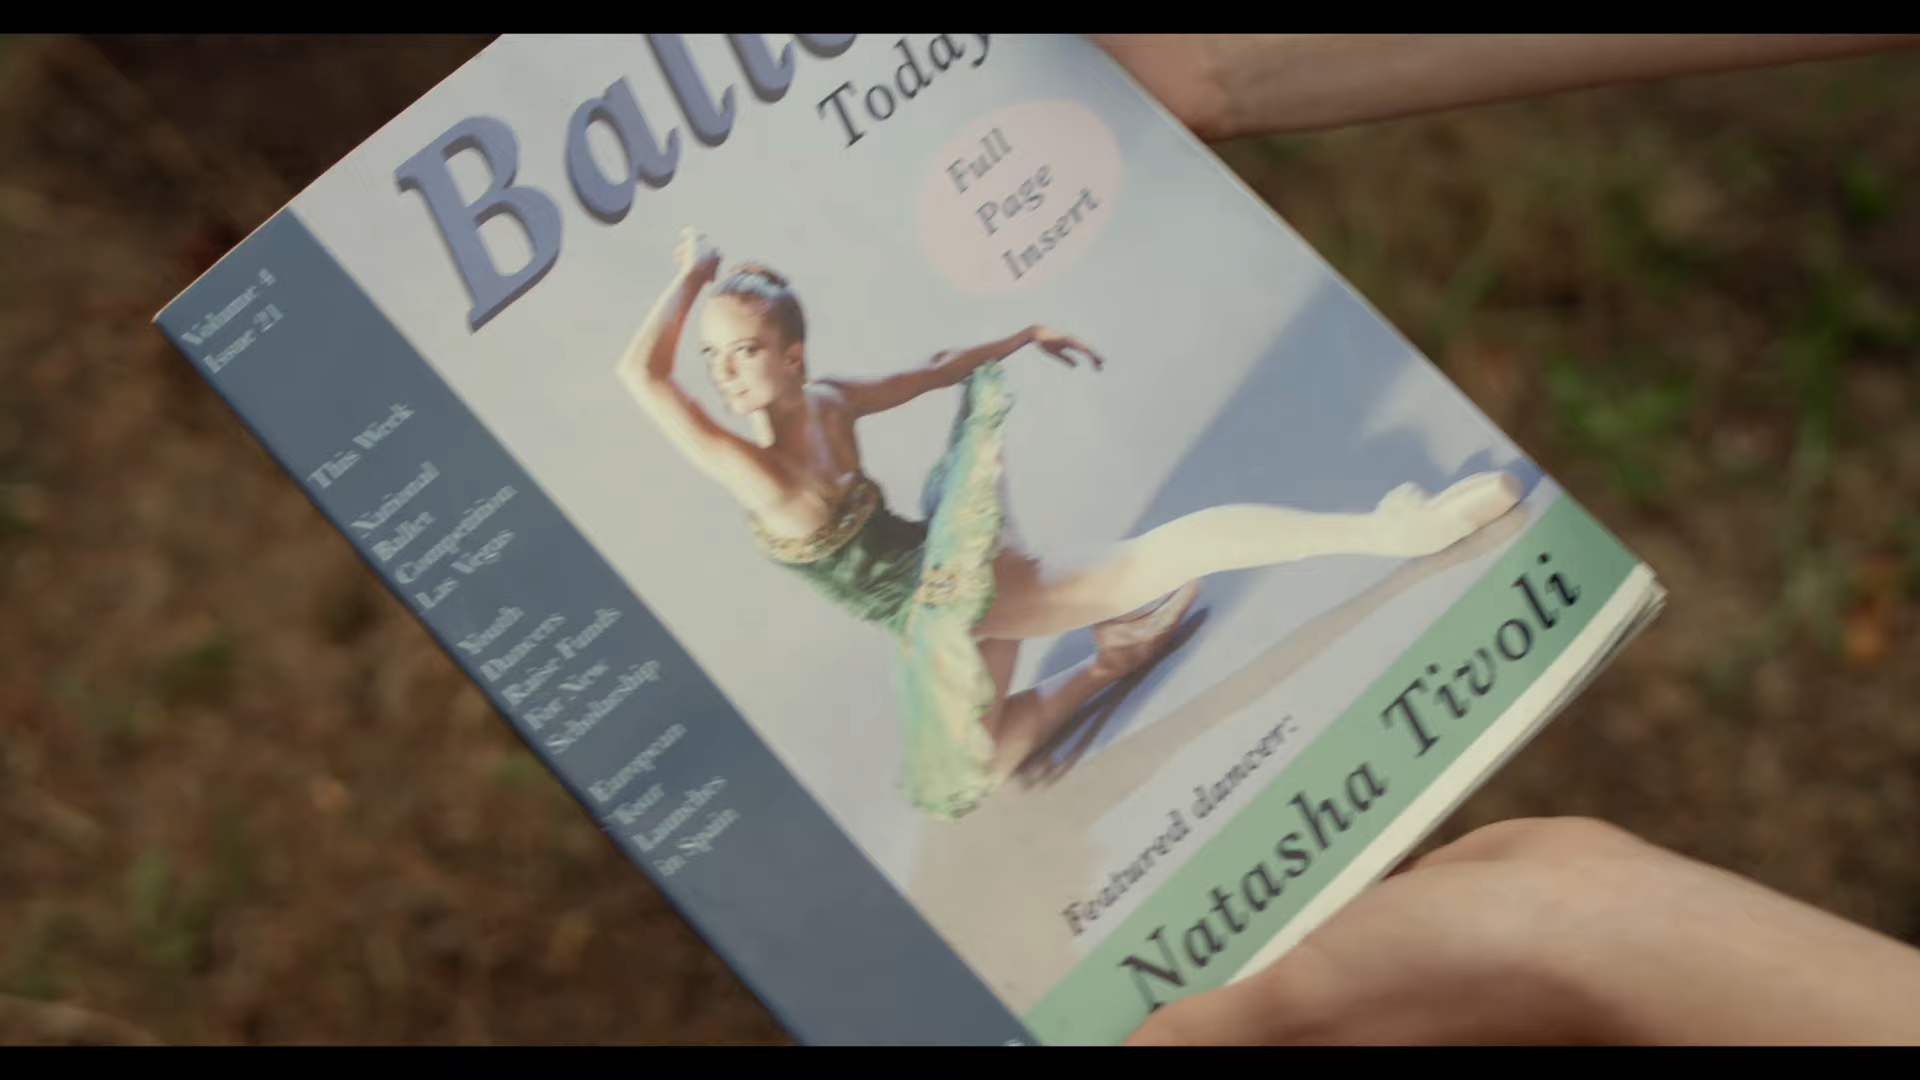 Balle
Today
Full
Page
Insert
Volume 4
Issue 21
This Week
National
Ballet
Competition
Las Vegas
Youth
Dancers
Raise Funds
For New
Scholarship
European
Tour
Launches
in Spain
Featured dancer:
Natasha Tivoli